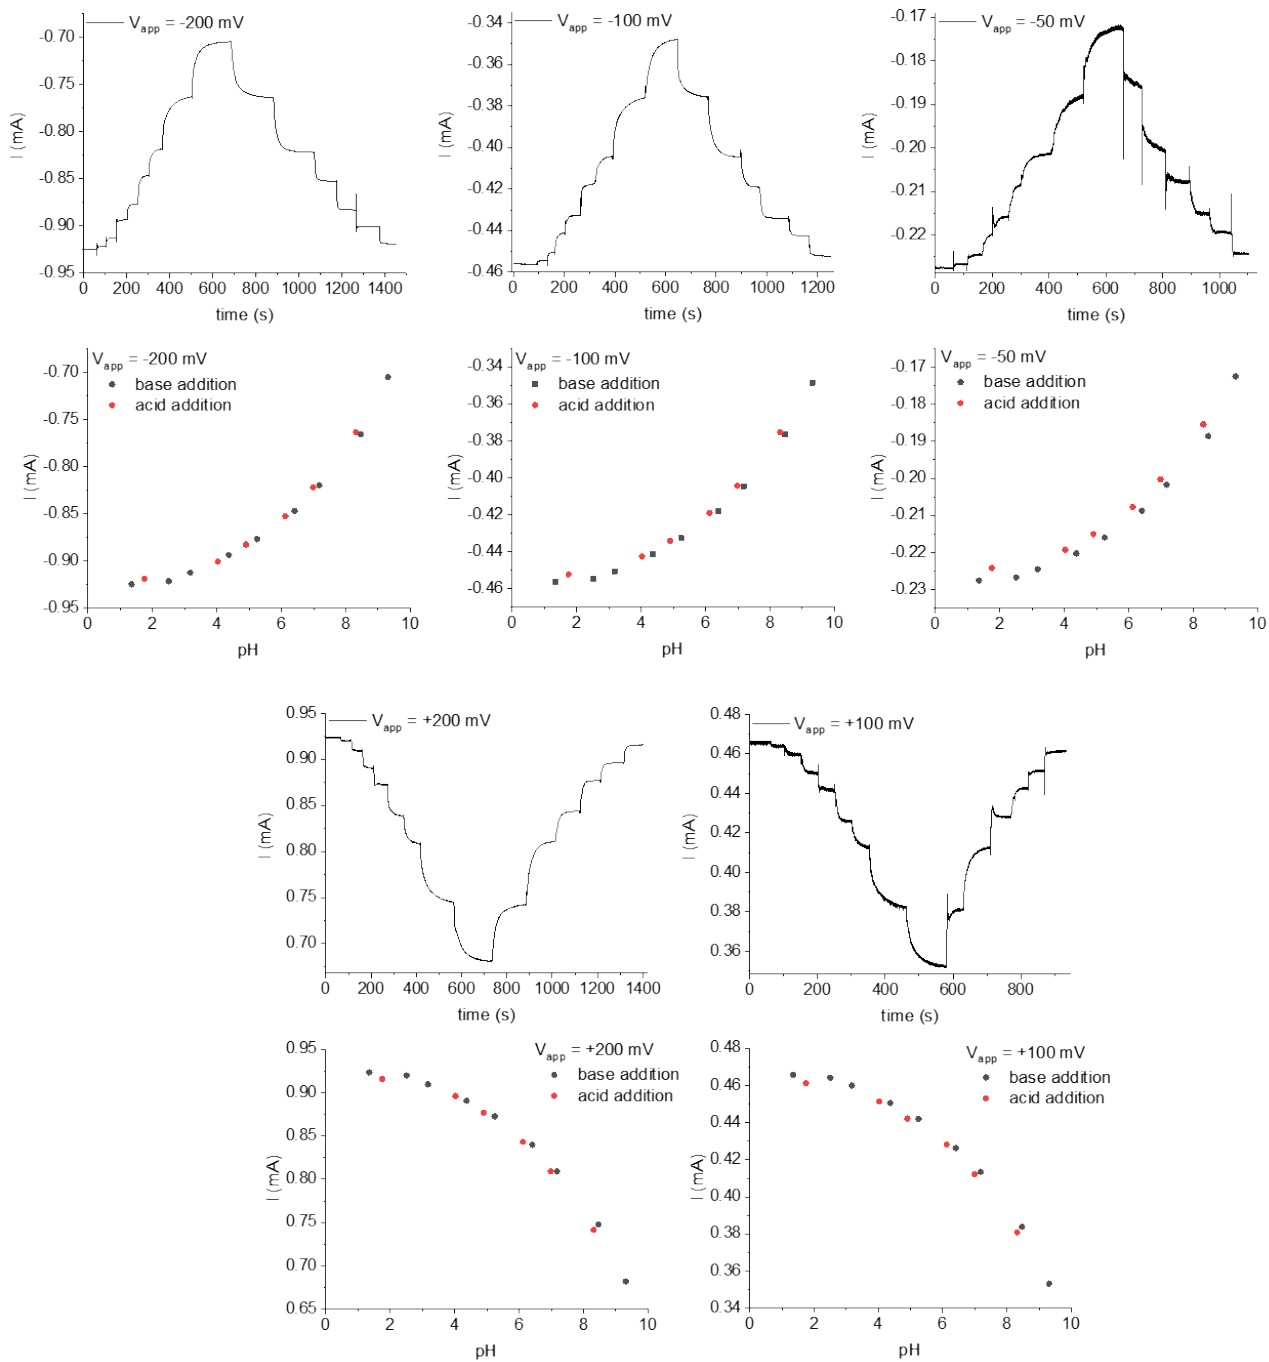 V_app = -200 mV
-0.70
-0.75
-0.80
-0.85
-0.90
-0.95
I (mA)
0 200 400 600 800 1000 1200 1400
time (s)
V_app = -100 mV
-0.34
-0.36
-0.38
-0.40
-0.42
-0.44
-0.46
I (mA)
0 200 400 600 800 1000 1200
time (s)
V_app = -50 mV
-0.17
-0.18
-0.19
-0.20
-0.21
-0.22
I (mA)
0 200 400 600 800 1000
time (s)
V_app = -200 mV
base addition
acid addition
-0.70
-0.75
-0.80
-0.85
-0.90
-0.95
I (mA)
0 2 4 6 8 10
pH
V_app = -100 mV
base addition
acid addition
-0.34
-0.36
-0.38
-0.40
-0.42
-0.44
-0.46
I (mA)
0 2 4 6 8 10
pH
V_app = -50 mV
base addition
acid addition
-0.17
-0.18
-0.19
-0.20
-0.21
-0.22
-0.23
I (mA)
0 2 4 6 8 10
pH
V_app = +200 mV
0.95
0.90
0.85
0.80
0.75
0.70
I (mA)
0 200 400 600 800 1000 1200 1400
time (s)
V_app = +100 mV
0.48
0.46
0.44
0.42
0.40
0.38
0.36
I (mA)
0 200 400 600 800
time (s)
V_app = +200 mV
base addition
acid addition
0.95
0.90
0.85
0.80
0.75
0.70
0.65
I (mA)
0 2 4 6 8 10
pH
V_app = +100 mV
base addition
acid addition
0.48
0.46
0.44
0.42
0.40
0.38
0.36
0.34
I (mA)
0 2 4 6 8 10
pH